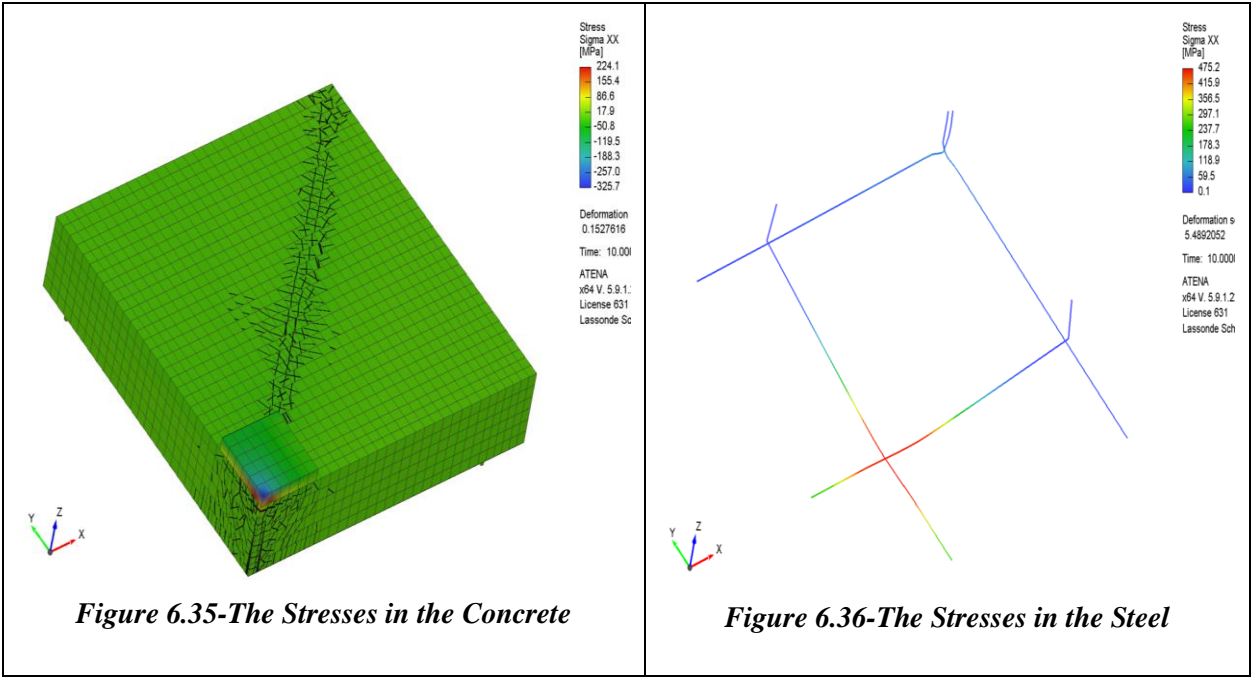 Stress
Sigma XX
[MPa]
224.1
155.4
86.6
17.9
-50.8
-119.5
-188.3
-257.0
-325.7
Deformation
0.1527616
Time: 10.000
ATENA
x64 V. 5.9.1.
License 631
Lassonde Sc
Y Z
X
Figure 6.35-The Stresses in the Concrete
Stress
Sigma XX
[MPa]
475.2
415.9
356.5
297.1
237.7
178.3
118.9
59.5
0.1
Deformation s
5.4892052
Time: 10.000
ATENA
x64 V. 5.9.1.2
License 631
Lassonde Sch
Y Z
X
Figure 6.36-The Stresses in the Steel